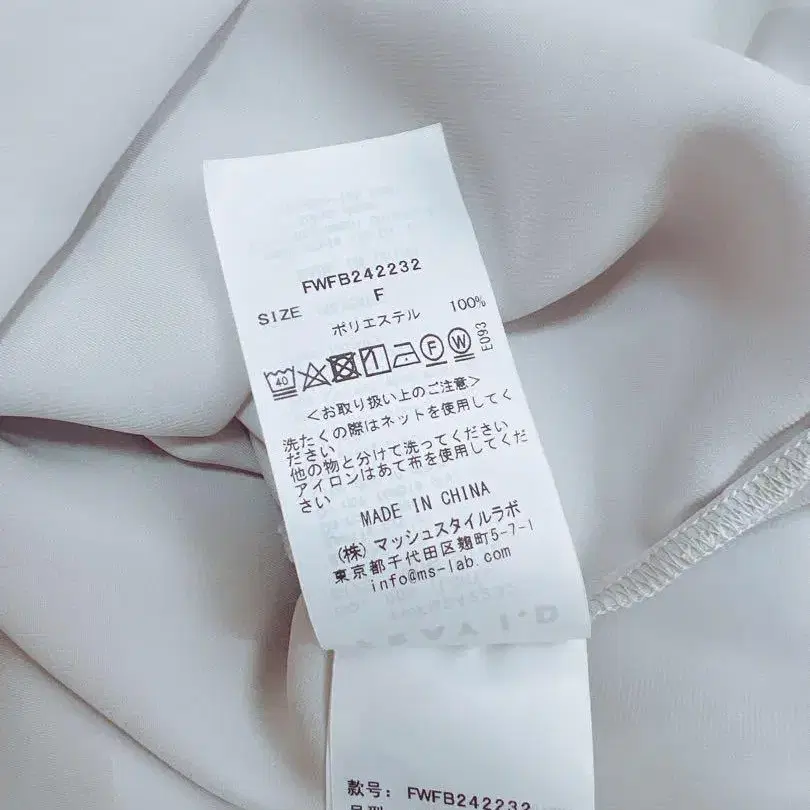 FWFB242232
SIZE F
ポリエステル 100%
40 F W E093
<お取り扱い上のご注意>
洗たくの際はネットを使用してく
ださい
他の物と分けて洗ってください
アイロンはあて布を使用してくだ
さい
MADE IN CHINA
(株) マッシュスタイルラボ
東京都千代田区麹町5-7-1
info@ms-lab.com
款号: FWFB242232